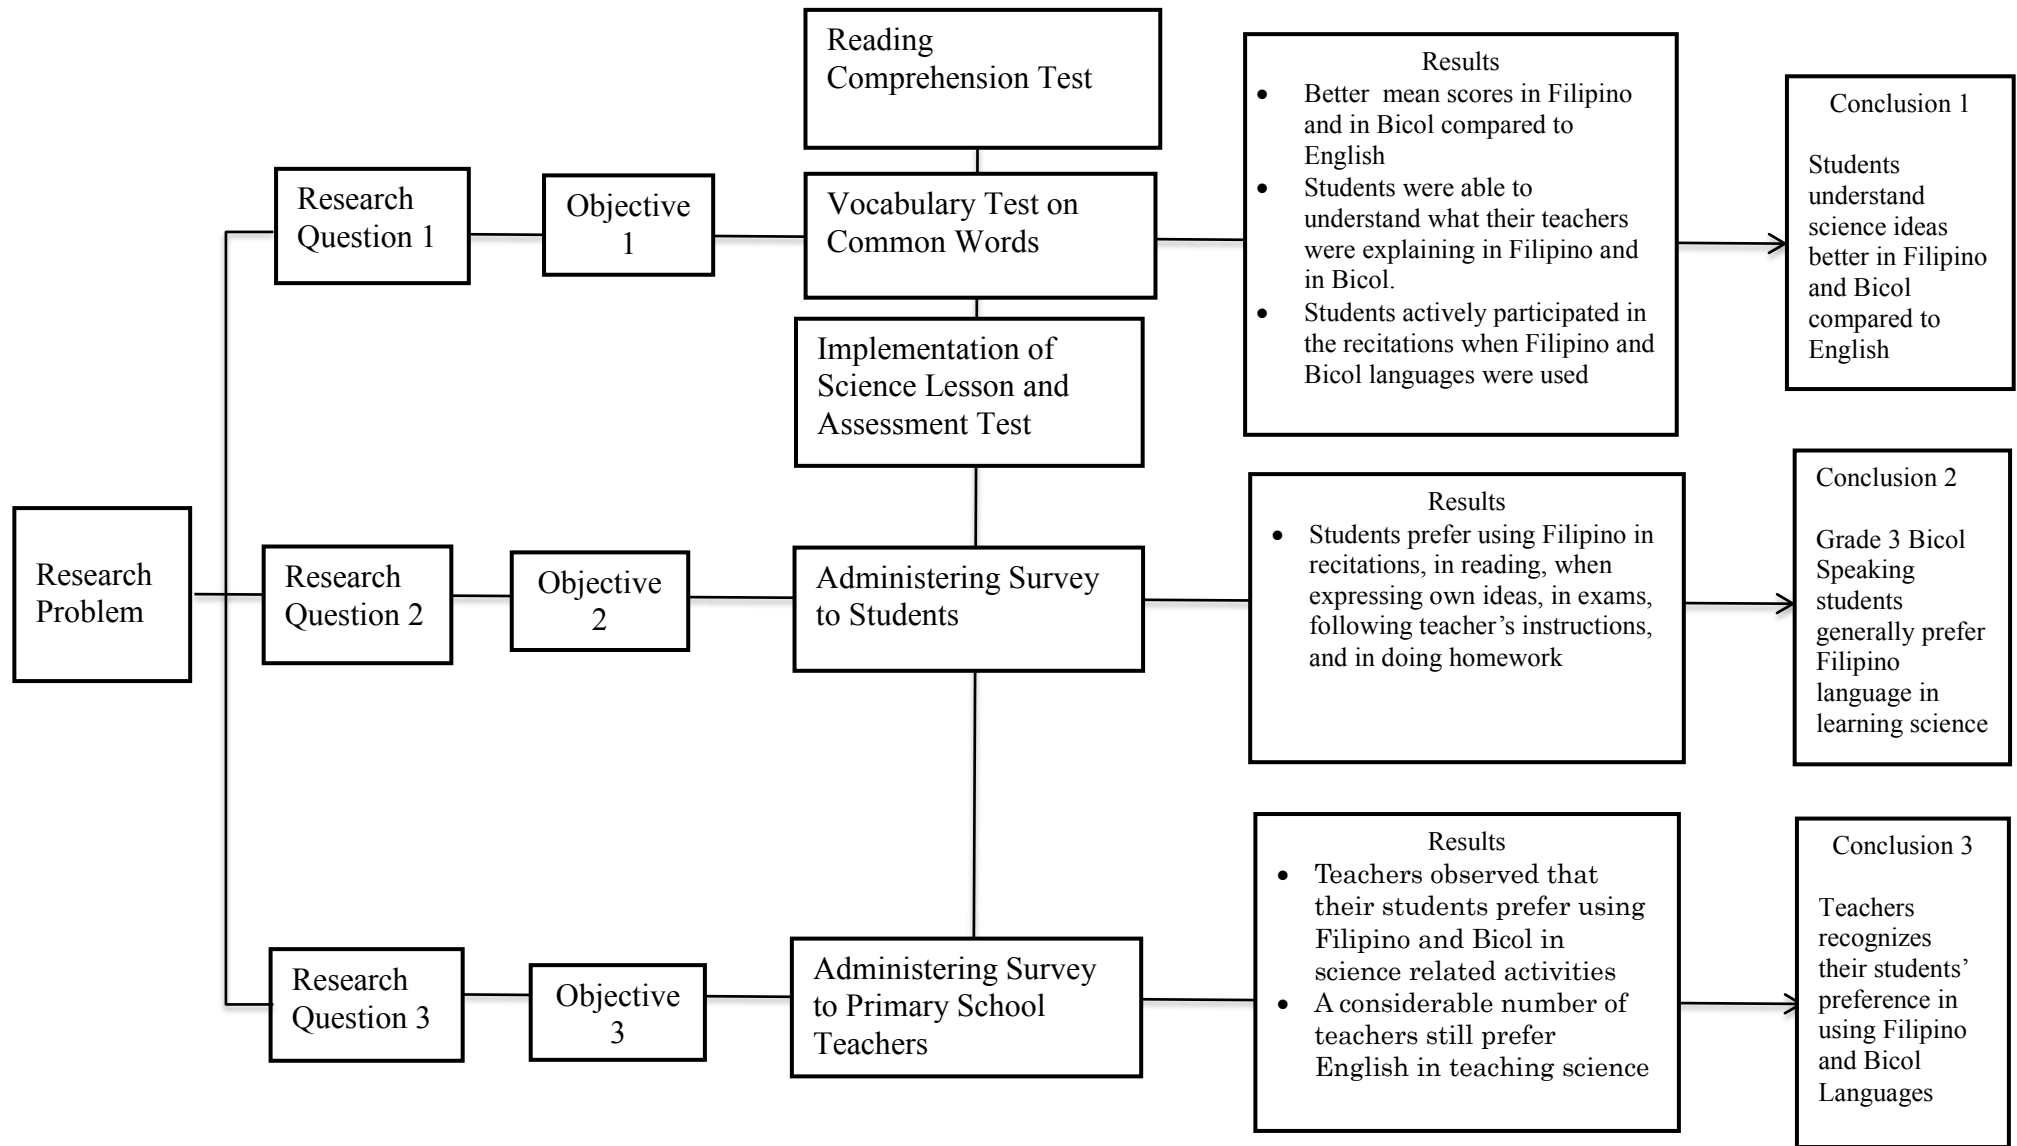 Research
Problem
Research
Question 1
Objective
1
Reading
Comprehension Test
Vocabulary Test on
Common Words
Implementation of
Science Lesson and
Assessment Test
Results
• Better mean scores in Filipino
and in Bicol compared to
English
• Students were able to
understand what their teachers
were explaining in Filipino and
in Bicol.
• Students actively participated in
the recitations when Filipino and
Bicol languages were used
Conclusion 1
Students
understand
science ideas
better in Filipino
and Bicol
compared to
English
Research
Question 2
Objective
2
Administering Survey
to Students
Results
• Students prefer using Filipino in
recitations, in reading, when
expressing own ideas, in exams,
following teacher’s instructions,
and in doing homework
Conclusion 2
Grade 3 Bicol
Speaking
students
generally prefer
Filipino
language in
learning science
Research
Question 3
Objective
3
Administering Survey
to Primary School
Teachers
Results
• Teachers observed that
their students prefer using
Filipino and Bicol in
science related activities
• A considerable number of
teachers still prefer
English in teaching science
Conclusion 3
Teachers
recognizes
their students’
preference in
using Filipino
and Bicol
Languages